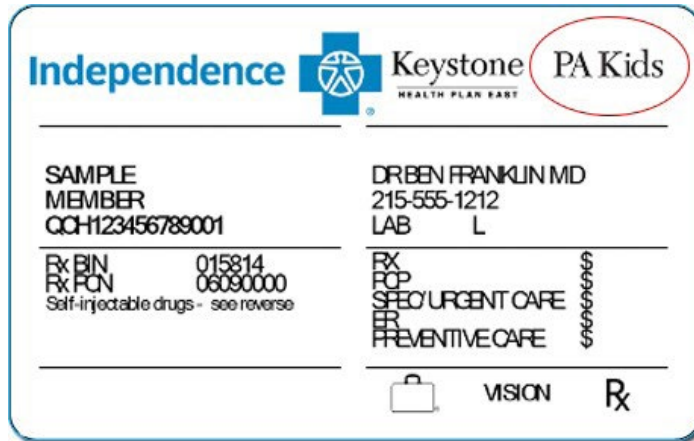 Independence Keystone PA Kids
HEALTH PLAN EAST
®
SAMPLE
MEMBER
QCH123456789001
DR BEN FRANKLIN MD
215-555-1212
LAB L
Rx BIN 015814
Rx PCN 06090000
Self-injectable drugs - see reverse
RX $
PCP $
SPEC/URGENT CARE $
ER $
PREVENTIVE CARE $
VISION Rx